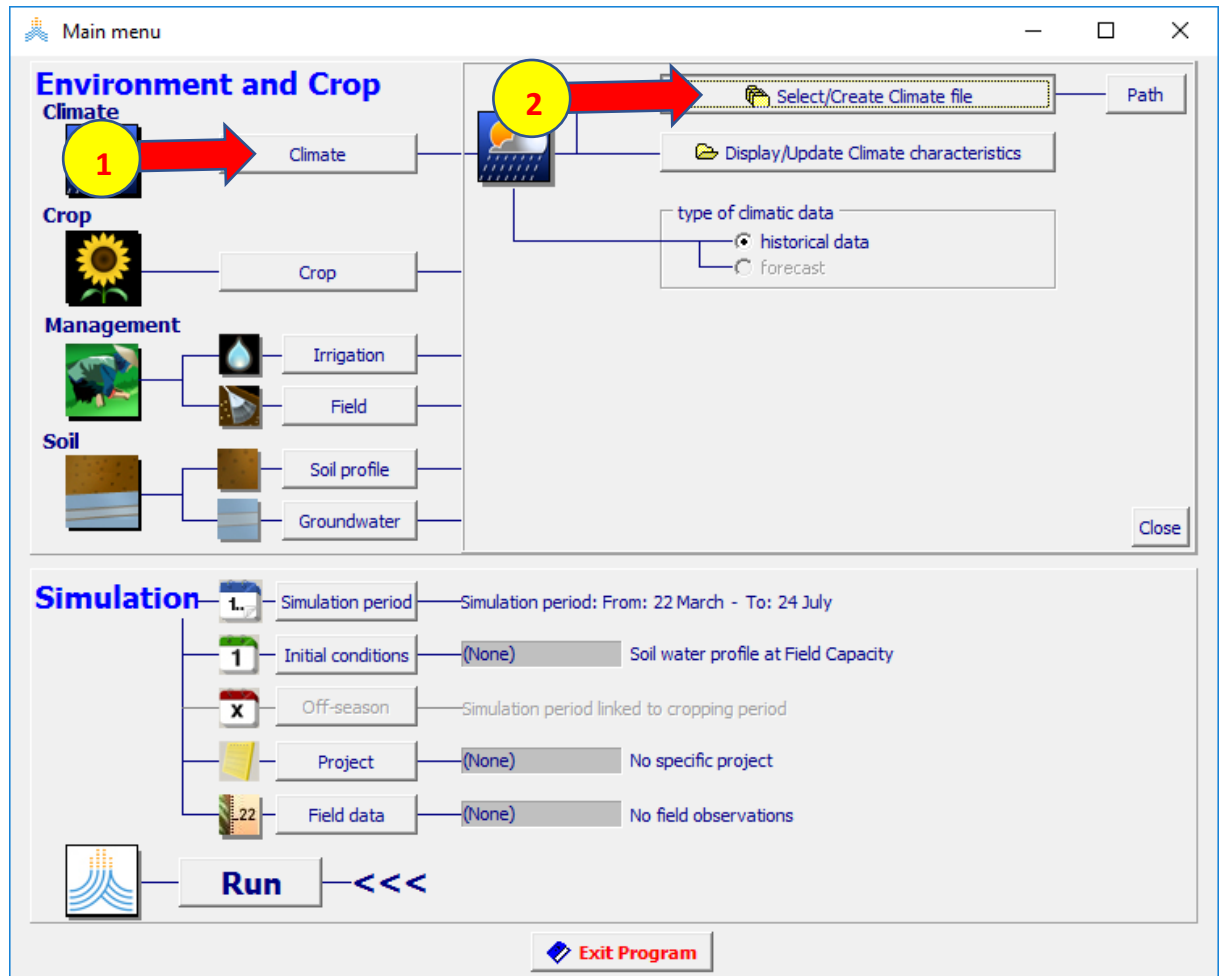 Main menu
Environment and Crop
Climate
1
Climate
2
Select/Create Climate file
Path
Display/Update Climate characteristics
type of climatic data
historical data
forecast
Crop
Crop
Management
Irrigation
Field
Soil
Soil profile
Groundwater
Close
Simulation
1..
Simulation period
Simulation period: From: 22 March - To: 24 July
1
Initial conditions
(None)
Soil water profile at Field Capacity
x
Off-season
Simulation period linked to cropping period
Project
(None)
No specific project
..22
Field data
(None)
No field observations
Run
<<<
Exit Program